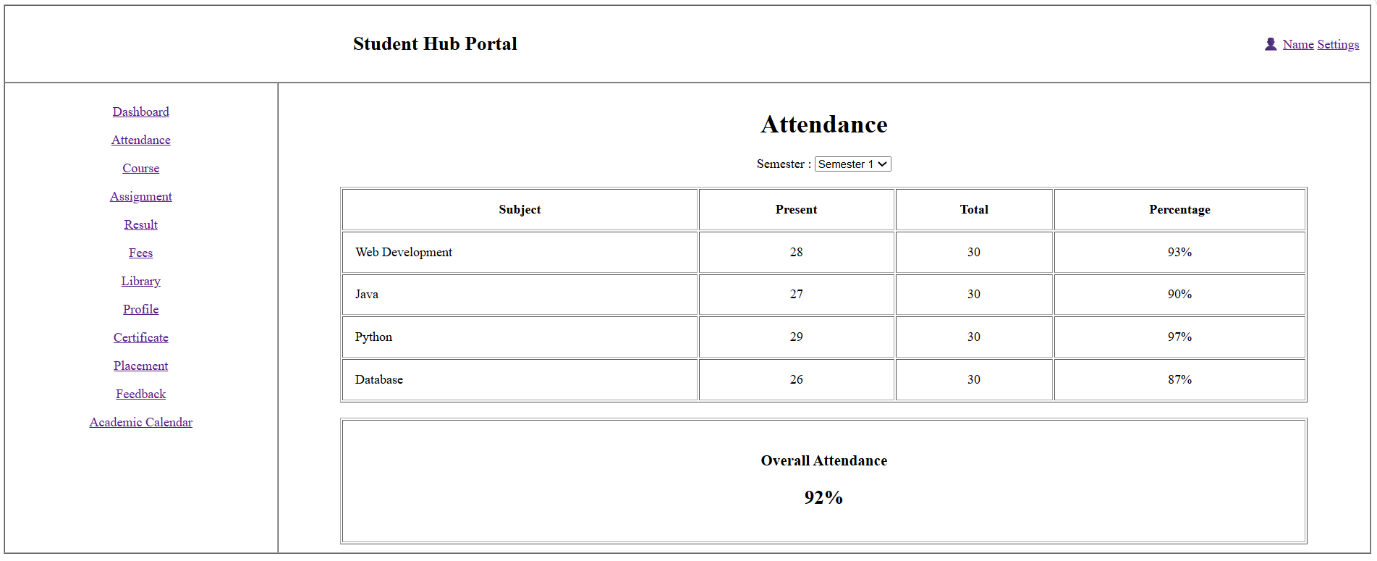 Student Hub Portal
Name Settings
Dashboard
Attendance
Course
Assignment
Result
Fees
Library
Profile
Certificate
Placement
Feedback
Academic Calendar
Attendance
Semester : Semester 1
Subject Present Total Percentage
Web Development 28 30 93%
Java 27 30 90%
Python 29 30 97%
Database 26 30 87%
Overall Attendance
92%